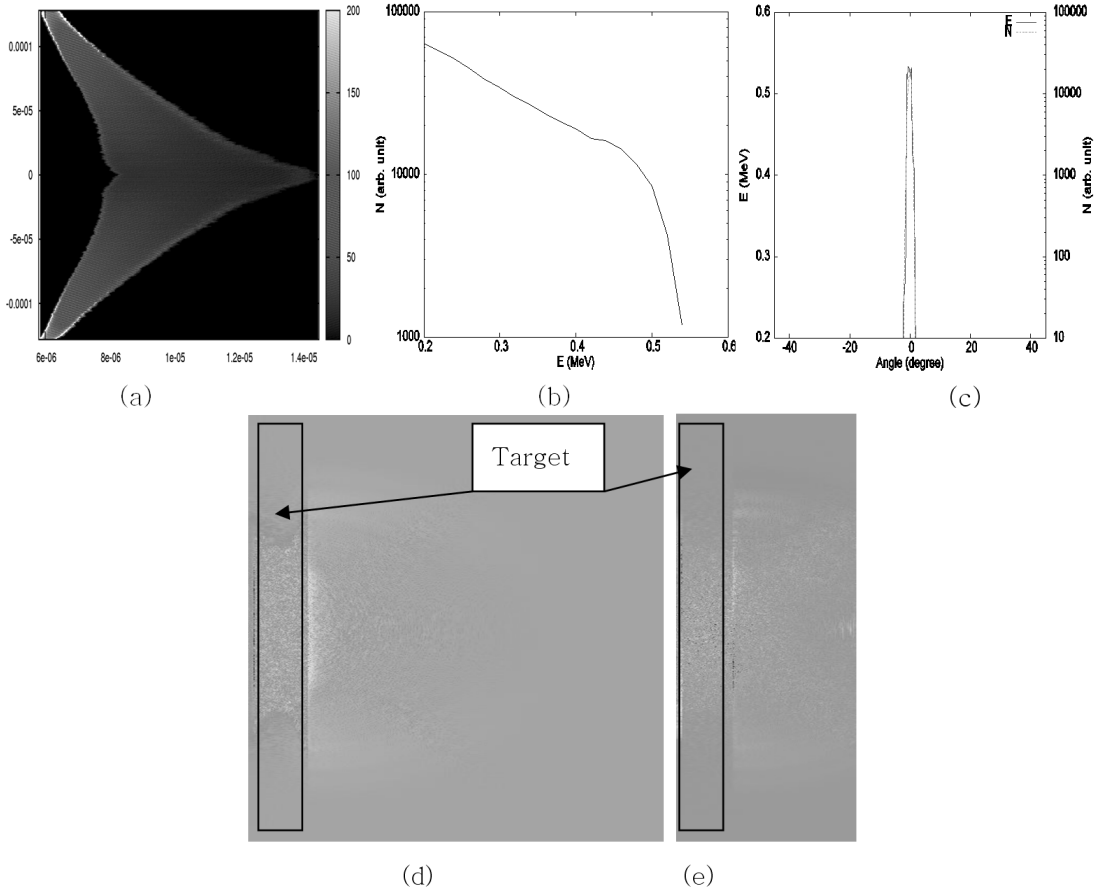 0.0001
5e-05
0
-5e-05
-0.0001
6e-06 8e-06 1e-05 1.2e-05 1.4e-05
200
150
100
50
0
(a)
100000
10000
1000
N (arb. unit)
0.2 0.3 0.4 0.5 0.6
E (MeV)
(b)
0.6
0.5
0.4
0.3
0.2
E (MeV)
E
N
-40 -20 0 20 40
Angle (degree)
100000
10000
1000
100
10
N (arb. unit)
(c)
Target
(d)
(e)